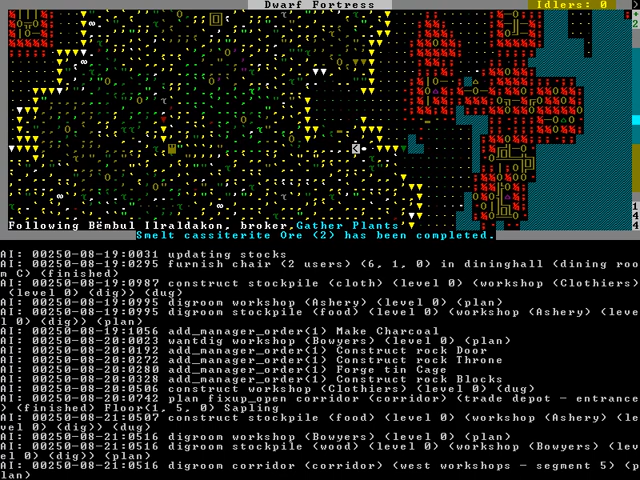 Dwarf Fortress
Idlers: 0
Following Bëmbul Ilraldakon, broker, Gather Plants
Smelt cassiterite Ore (2) has been completed.
AI: 00250-08-19:0031 updating stocks
AI: 00250-08-19:0295 furnish chair (2 users) (6, 1, 0) in dininghall (dining roo
m C) (finished)
AI: 00250-08-19:0987 construct stockpile (cloth) (level 0) (workshop (Clothiers)
 (level 0) (dig)) (dug)
AI: 00250-08-19:0995 digroom workshop (Ashery) (level 0) (plan)
AI: 00250-08-19:0995 digroom stockpile (food) (level 0) (workshop (Ashery) (leve
l 0) (dig)) (plan)
AI: 00250-08-19:1056 add_manager_order(1) Make Charcoal
AI: 00250-08-20:0023 wantdig workshop (Bowyers) (level 0) (plan)
AI: 00250-08-20:0192 add_manager_order(1) Construct rock Door
AI: 00250-08-20:0272 add_manager_order(1) Construct rock Throne
AI: 00250-08-20:0280 add_manager_order(1) Forge tin Cage
AI: 00250-08-20:0328 add_manager_order(1) Construct rock Blocks
AI: 00250-08-20:0506 construct workshop (Clothiers) (level 0) (dug)
AI: 00250-08-20:0742 plan fixup_open corridor (corridor) (trade depot - entrance
) (finished) Floor(1, 5, 0) Sapling
AI: 00250-08-21:0507 construct stockpile (food) (level 0) (workshop (Ashery) (le
vel 0) (dig)) (dug)
AI: 00250-08-21:0516 digroom workshop (Bowyers) (level 0) (plan)
AI: 00250-08-21:0516 digroom stockpile (wood) (level 0) (workshop (Bowyers) (lev
el 0) (dig)) (plan)
AI: 00250-08-21:0516 digroom corridor (corridor) (west workshops - segment 5) (p
lan)